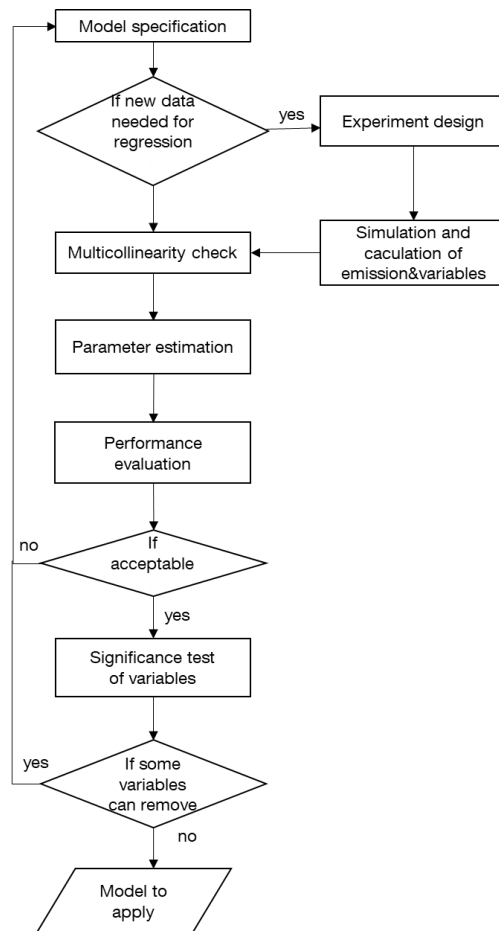 Model specification
If new data
needed for
regression
yes
Experiment design
Multicollinearity check
Simulation and
caculation of
emission&variables
Parameter estimation
Performance
evaluation
no
If
acceptable
yes
Significance test
of variables
yes
If some
variables
can remove
no
Model to
apply